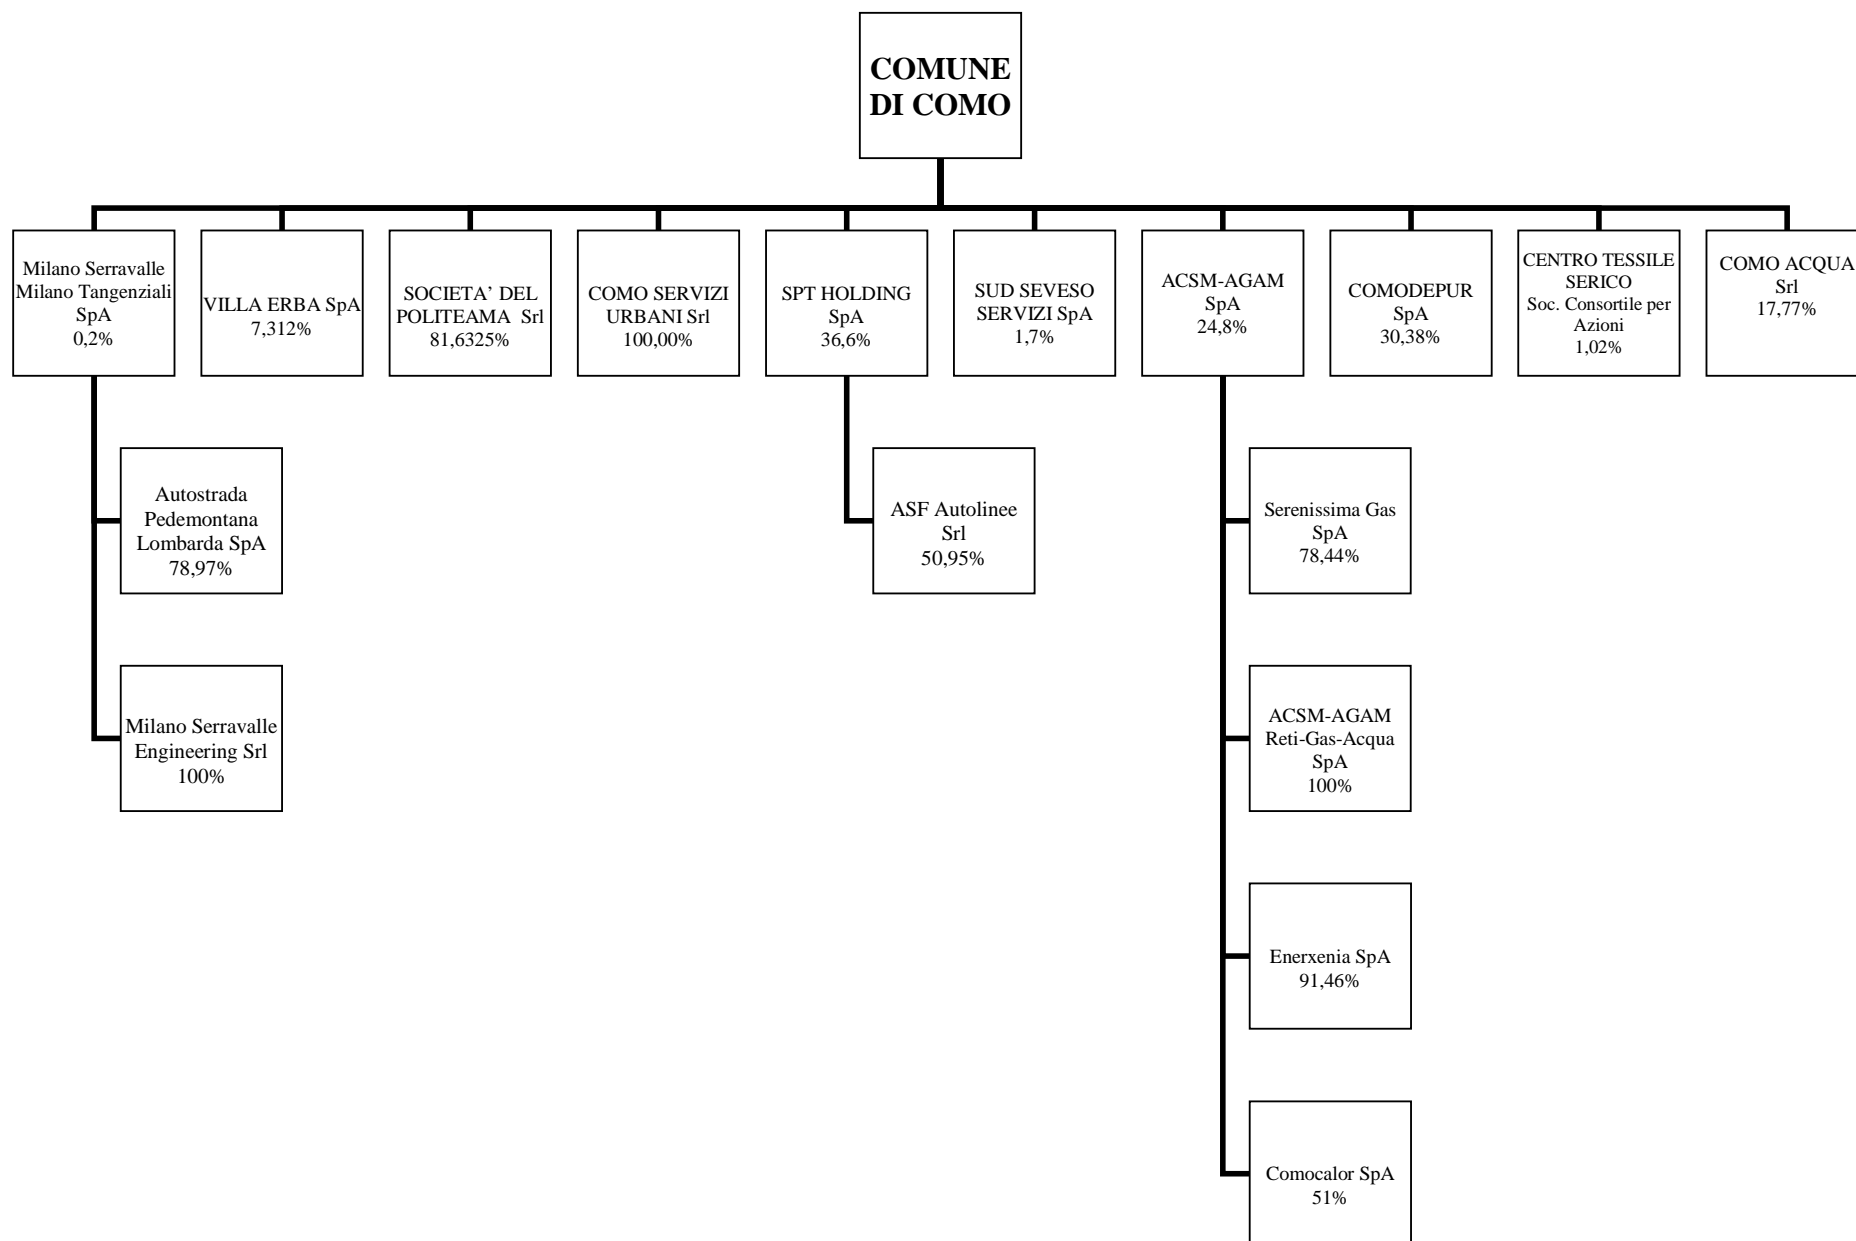 COMUNE
DI COMO
Milano Serravalle
Milano Tangenziali
SpA
0,2%
VILLA ERBA SpA
7,312%
SOCIETA’ DEL
POLITEAMA Srl
81,6325%
COMO SERVIZI
URBANI Srl
100,00%
SPT HOLDING
SpA
36,6%
SUD SEVESO
SERVIZI SpA
1,7%
ACSM-AGAM
SpA
24,8%
COMODEPUR
SpA
30,38%
CENTRO TESSILE
SERICO
Soc. Consortile per
Azioni
1,02%
COMO ACQUA
Srl
17,77%
Autostrada
Pedemontana
Lombarda SpA
78,97%
ASF Autolinee
Srl
50,95%
Serenissima Gas
SpA
78,44%
Milano Serravalle
Engineering Srl
100%
ACSM-AGAM
Reti-Gas-Acqua
SpA
100%
Enerxenia SpA
91,46%
Comocalor SpA
51%